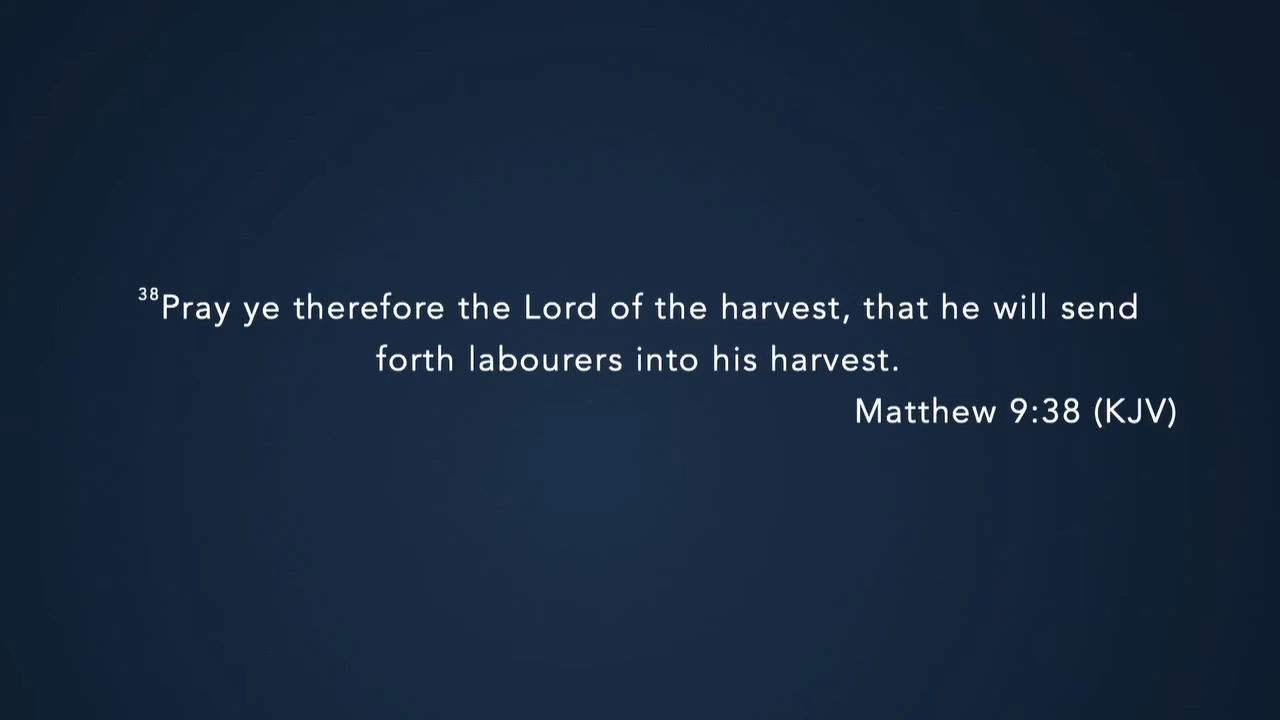 ³⁸Pray ye therefore the Lord of the harvest, that he will send
forth labourers into his harvest.
Matthew 9:38 (KJV)